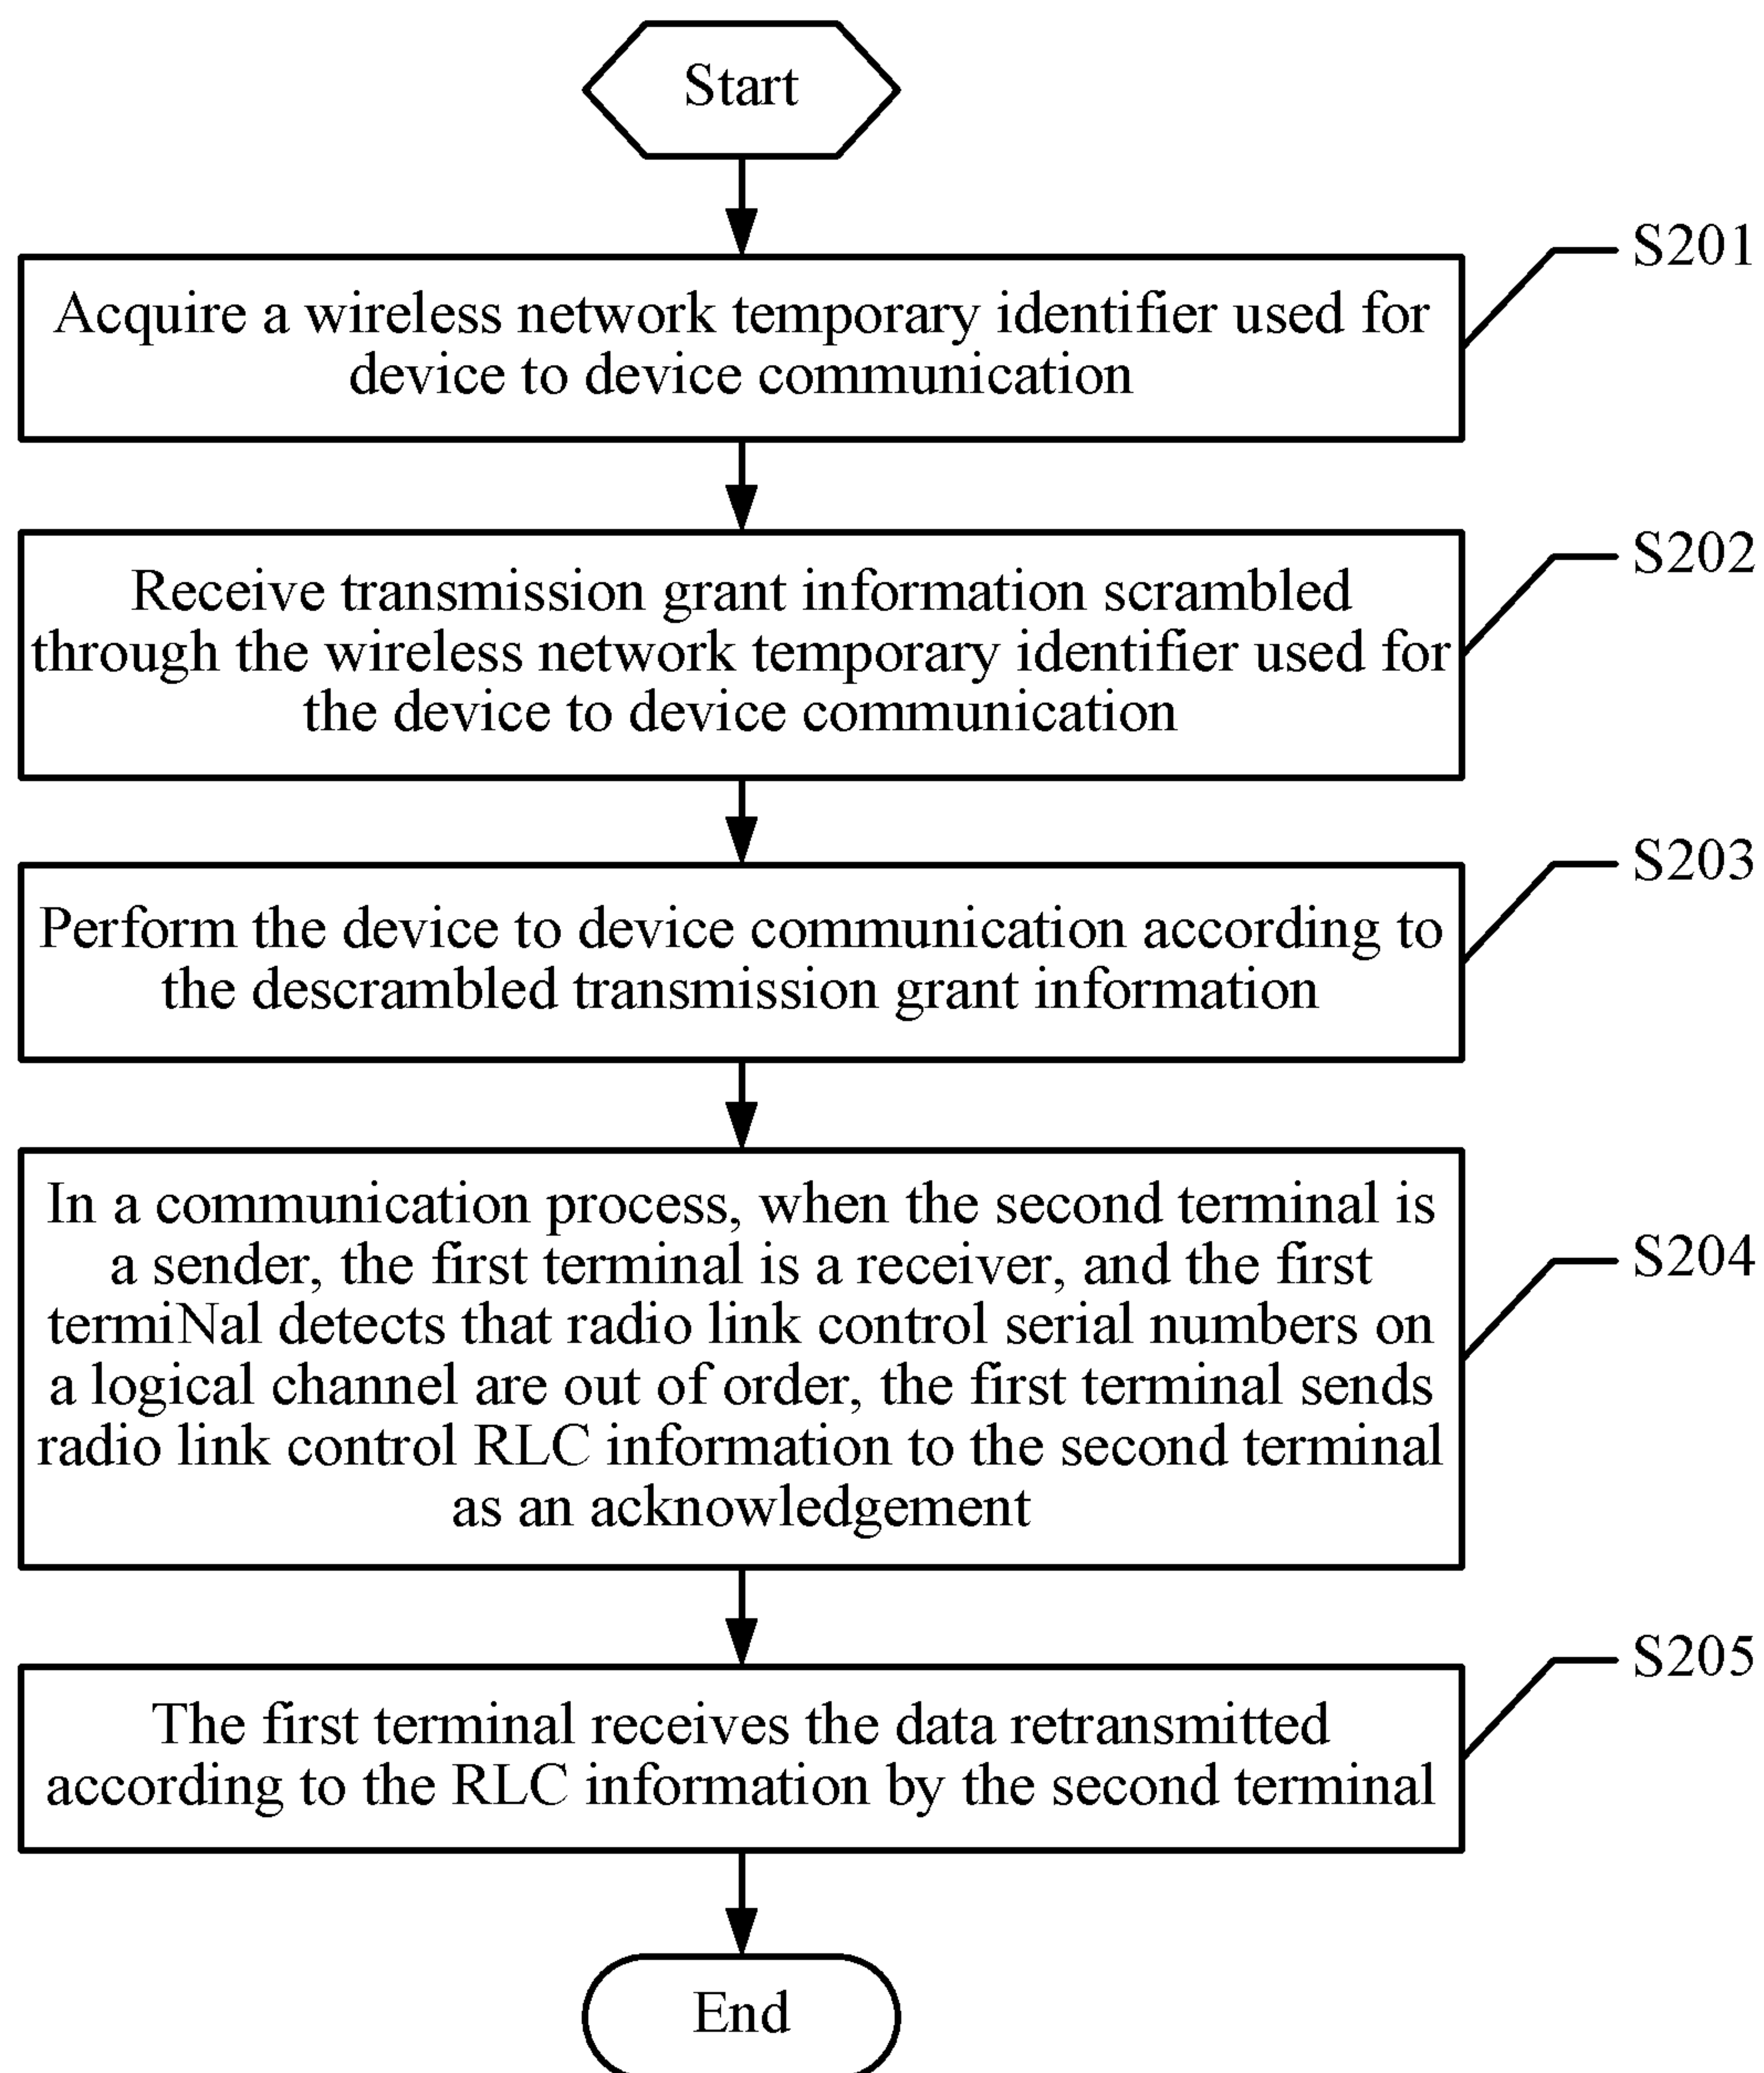 Start
S201
Acquire a wireless network temporary identifier used for
device to device communication
S202
Receive transmission grant information scrambled
through the wireless network temporary identifier used for
the device to device communication
S203
Perform the device to device communication according to
the descrambled transmission grant information
S204
In a communication process, when the second terminal is
a sender, the first terminal is a receiver, and the first
termiNal detects that radio link control serial numbers on
a logical channel are out of order, the first terminal sends
radio link control RLC information to the second terminal
as an acknowledgement
S205
The first terminal receives the data retransmitted
according to the RLC information by the second terminal
End